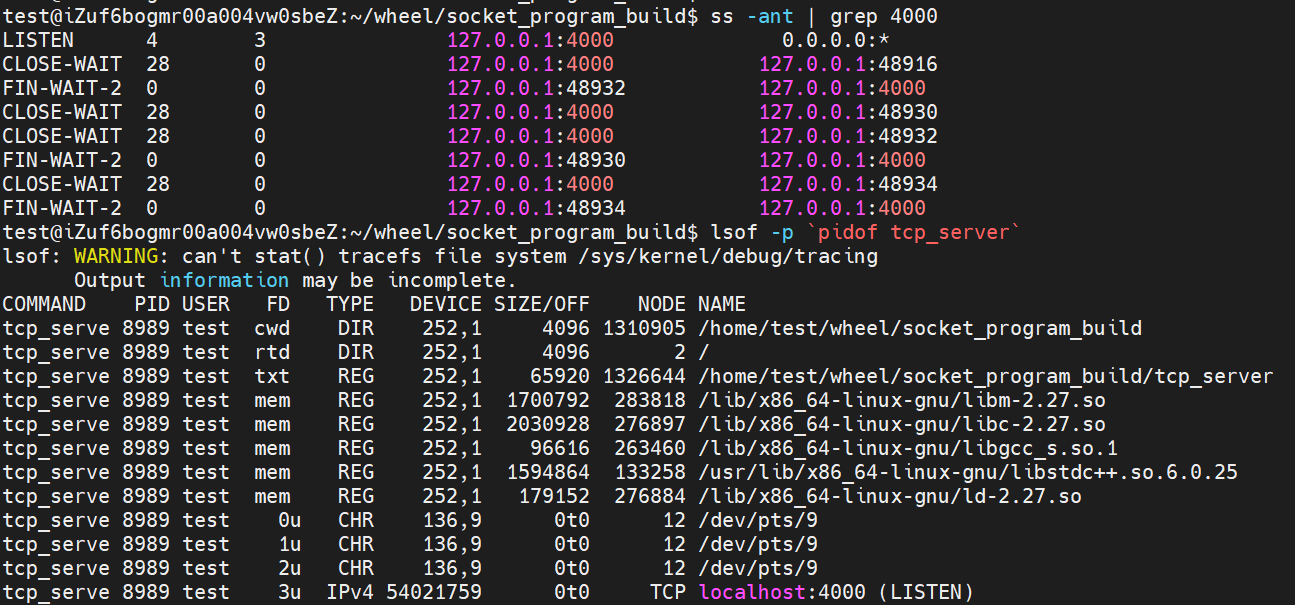 test@iZuf6bogmr00a004vw0sbeZ:~/wheel/socket_program_build$ ss -ant | grep 4000
LISTEN 4 3 127.0.0.1:4000 0.0.0.0:*
CLOSE-WAIT 28 0 127.0.0.1:4000 127.0.0.1:48916
FIN-WAIT-2 0 0 127.0.0.1:48932 127.0.0.1:4000
CLOSE-WAIT 28 0 127.0.0.1:4000 127.0.0.1:48930
CLOSE-WAIT 28 0 127.0.0.1:4000 127.0.0.1:48932
FIN-WAIT-2 0 0 127.0.0.1:48930 127.0.0.1:4000
CLOSE-WAIT 28 0 127.0.0.1:4000 127.0.0.1:48934
FIN-WAIT-2 0 0 127.0.0.1:48934 127.0.0.1:4000
test@iZuf6bogmr00a004vw0sbeZ:~/wheel/socket_program_build$ lsof -p `pidof tcp_server`
lsof: WARNING: can't stat() tracefs file system /sys/kernel/debug/tracing
Output information may be incomplete.
COMMAND PID USER FD TYPE DEVICE SIZE/OFF NODE NAME
tcp_serve 8989 test cwd DIR 252,1 4096 1310905 /home/test/wheel/socket_program_build
tcp_serve 8989 test rtd DIR 252,1 4096 2 /
tcp_serve 8989 test txt REG 252,1 65920 1326644 /home/test/wheel/socket_program_build/tcp_server
tcp_serve 8989 test mem REG 252,1 1700792 283818 /lib/x86_64-linux-gnu/libm-2.27.so
tcp_serve 8989 test mem REG 252,1 2030928 276897 /lib/x86_64-linux-gnu/libc-2.27.so
tcp_serve 8989 test mem REG 252,1 96616 263460 /lib/x86_64-linux-gnu/libgcc_s.so.1
tcp_serve 8989 test mem REG 252,1 1594864 133258 /usr/lib/x86_64-linux-gnu/libstdc++.so.6.0.25
tcp_serve 8989 test mem REG 252,1 179152 276884 /lib/x86_64-linux-gnu/ld-2.27.so
tcp_serve 8989 test 0u CHR 136,9 0t0 12 /dev/pts/9
tcp_serve 8989 test 1u CHR 136,9 0t0 12 /dev/pts/9
tcp_serve 8989 test 2u CHR 136,9 0t0 12 /dev/pts/9
tcp_serve 8989 test 3u IPv4 54021759 0t0 TCP localhost:4000 (LISTEN)